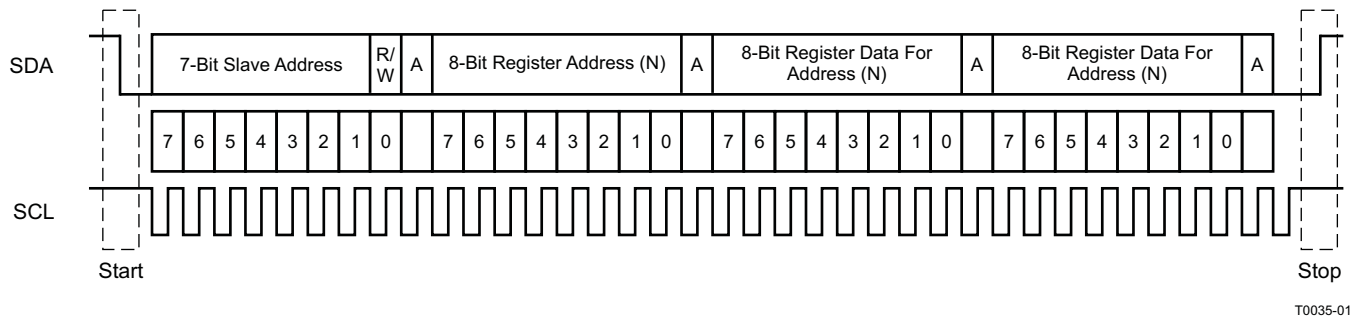 SDA
7-Bit Slave Address
R/
W
A
8-Bit Register Address (N)
A
8-Bit Register Data For
Address (N)
A
8-Bit Register Data For
Address (N)
A
7 6 5 4 3 2 1 0 7 6 5 4 3 2 1 0 7 6 5 4 3 2 1 0 7 6 5 4 3 2 1 0
SCL
Start
Stop
T0035-01